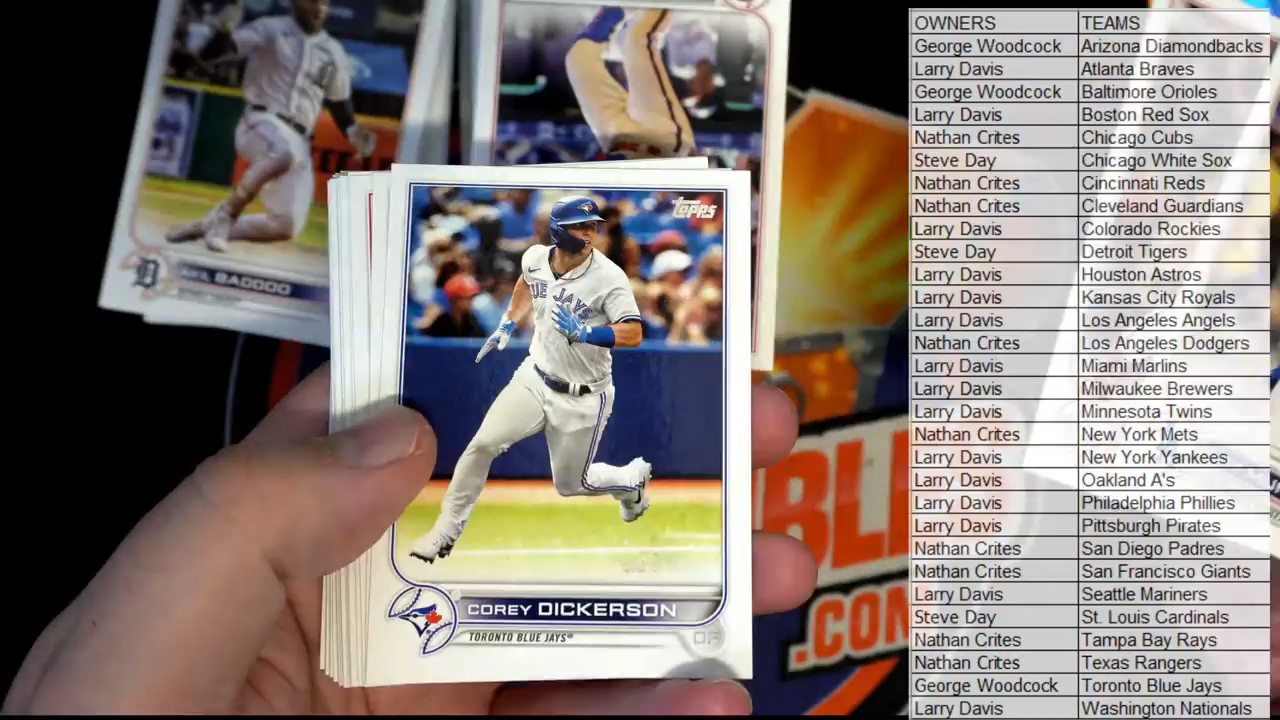 OWNERS TEAMS
George Woodcock Arizona Diamondbacks
Larry Davis Atlanta Braves
George Woodcock Baltimore Orioles
Larry Davis Boston Red Sox
Nathan Crites Chicago Cubs
Steve Day Chicago White Sox
Nathan Crites Cincinnati Reds
Nathan Crites Cleveland Guardians
Larry Davis Colorado Rockies
Steve Day Detroit Tigers
Larry Davis Houston Astros
Larry Davis Kansas City Royals
Larry Davis Los Angeles Angels
Nathan Crites Los Angeles Dodgers
Larry Davis Miami Marlins
Larry Davis Milwaukee Brewers
Larry Davis Minnesota Twins
Nathan Crites New York Mets
Larry Davis New York Yankees
Larry Davis Oakland A's
Larry Davis Philadelphia Phillies
Larry Davis Pittsburgh Pirates
Nathan Crites San Diego Padres
Nathan Crites San Francisco Giants
Larry Davis Seattle Mariners
Steve Day St. Louis Cardinals
Nathan Crites Tampa Bay Rays
Nathan Crites Texas Rangers
George Woodcock Toronto Blue Jays
Larry Davis Washington Nationals
Topps
UE JAYS
COREY DICKERSON
TORONTO BLUE JAYS
OF
AKIL BADDOO
D
BLE
.COM